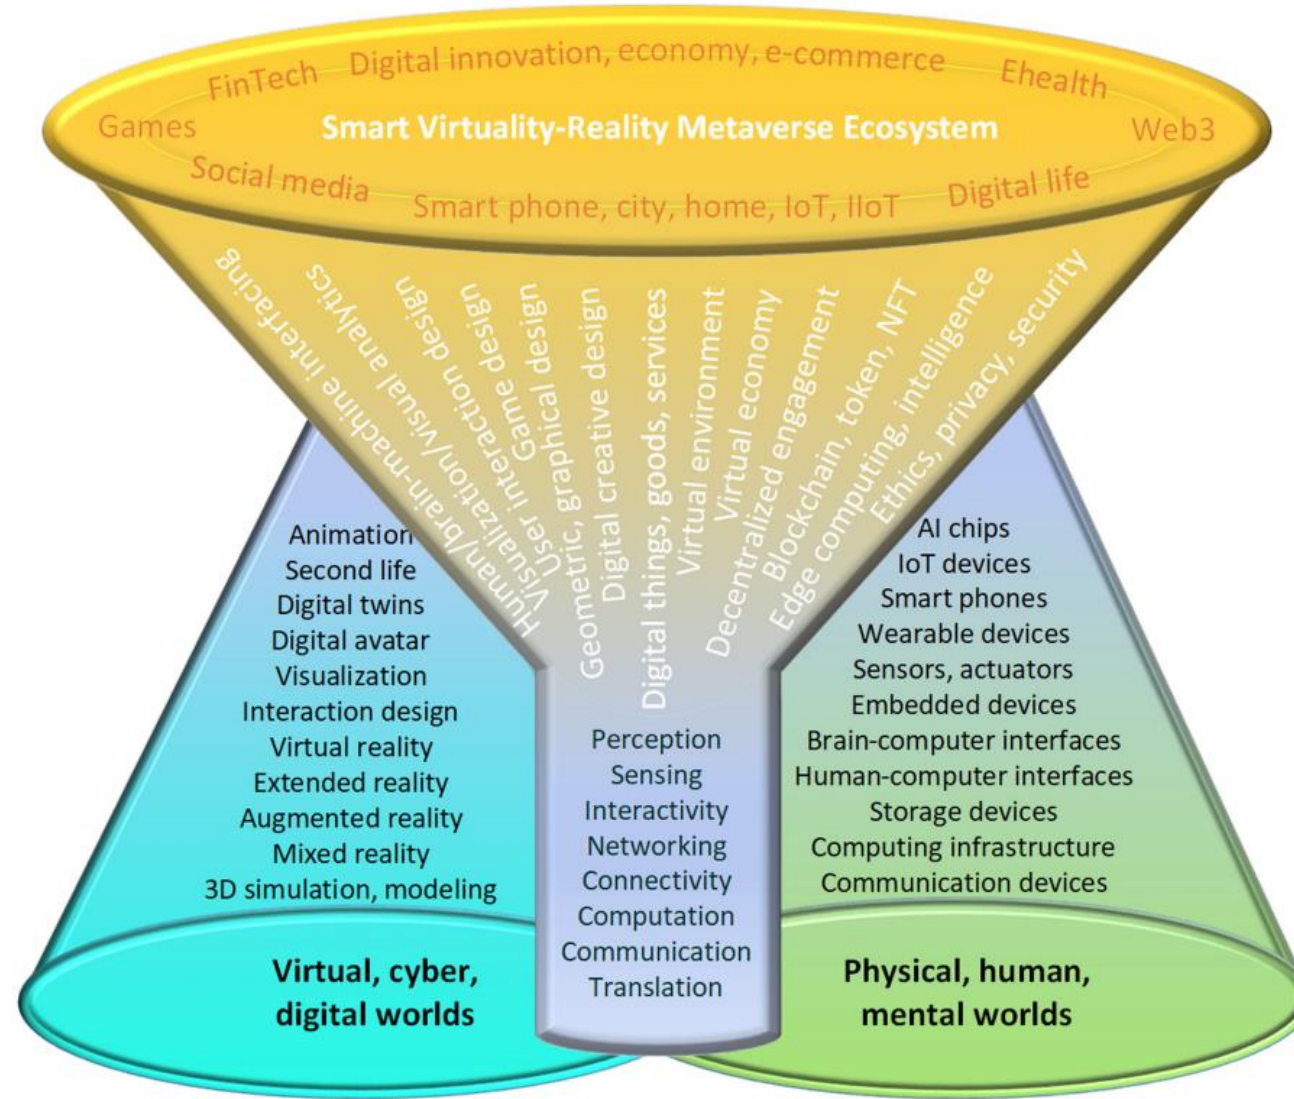 Digital innovation, economy, e-commerce
FinTech
Ehealth
Games
Smart Virtuality-Reality Metaverse Ecosystem
Web3
Social media
Smart phone, city, home, IoT, IIoT
Digital life
Human/brain-machine interfacing
Visualization/visual analytics
User interaction design
Game design
Geometric, graphical design
Digital creative design
Digital things, goods, services
Virtual environment
Virtual economy
Decentralized engagement
Blockchain, token, NFT
Edge computing, intelligence
Ethics, privacy, security
Animation
Second life
Digital twins
Digital avatar
Visualization
Interaction design
Virtual reality
Extended reality
Augmented reality
Mixed reality
3D simulation, modeling
Virtual, cyber,
digital worlds
Perception
Sensing
Interactivity
Networking
Connectivity
Computation
Communication
Translation
AI chips
IoT devices
Smart phones
Wearable devices
Sensors, actuators
Embedded devices
Brain-computer interfaces
Human-computer interfaces
Storage devices
Computing infrastructure
Communication devices
Physical, human,
mental worlds